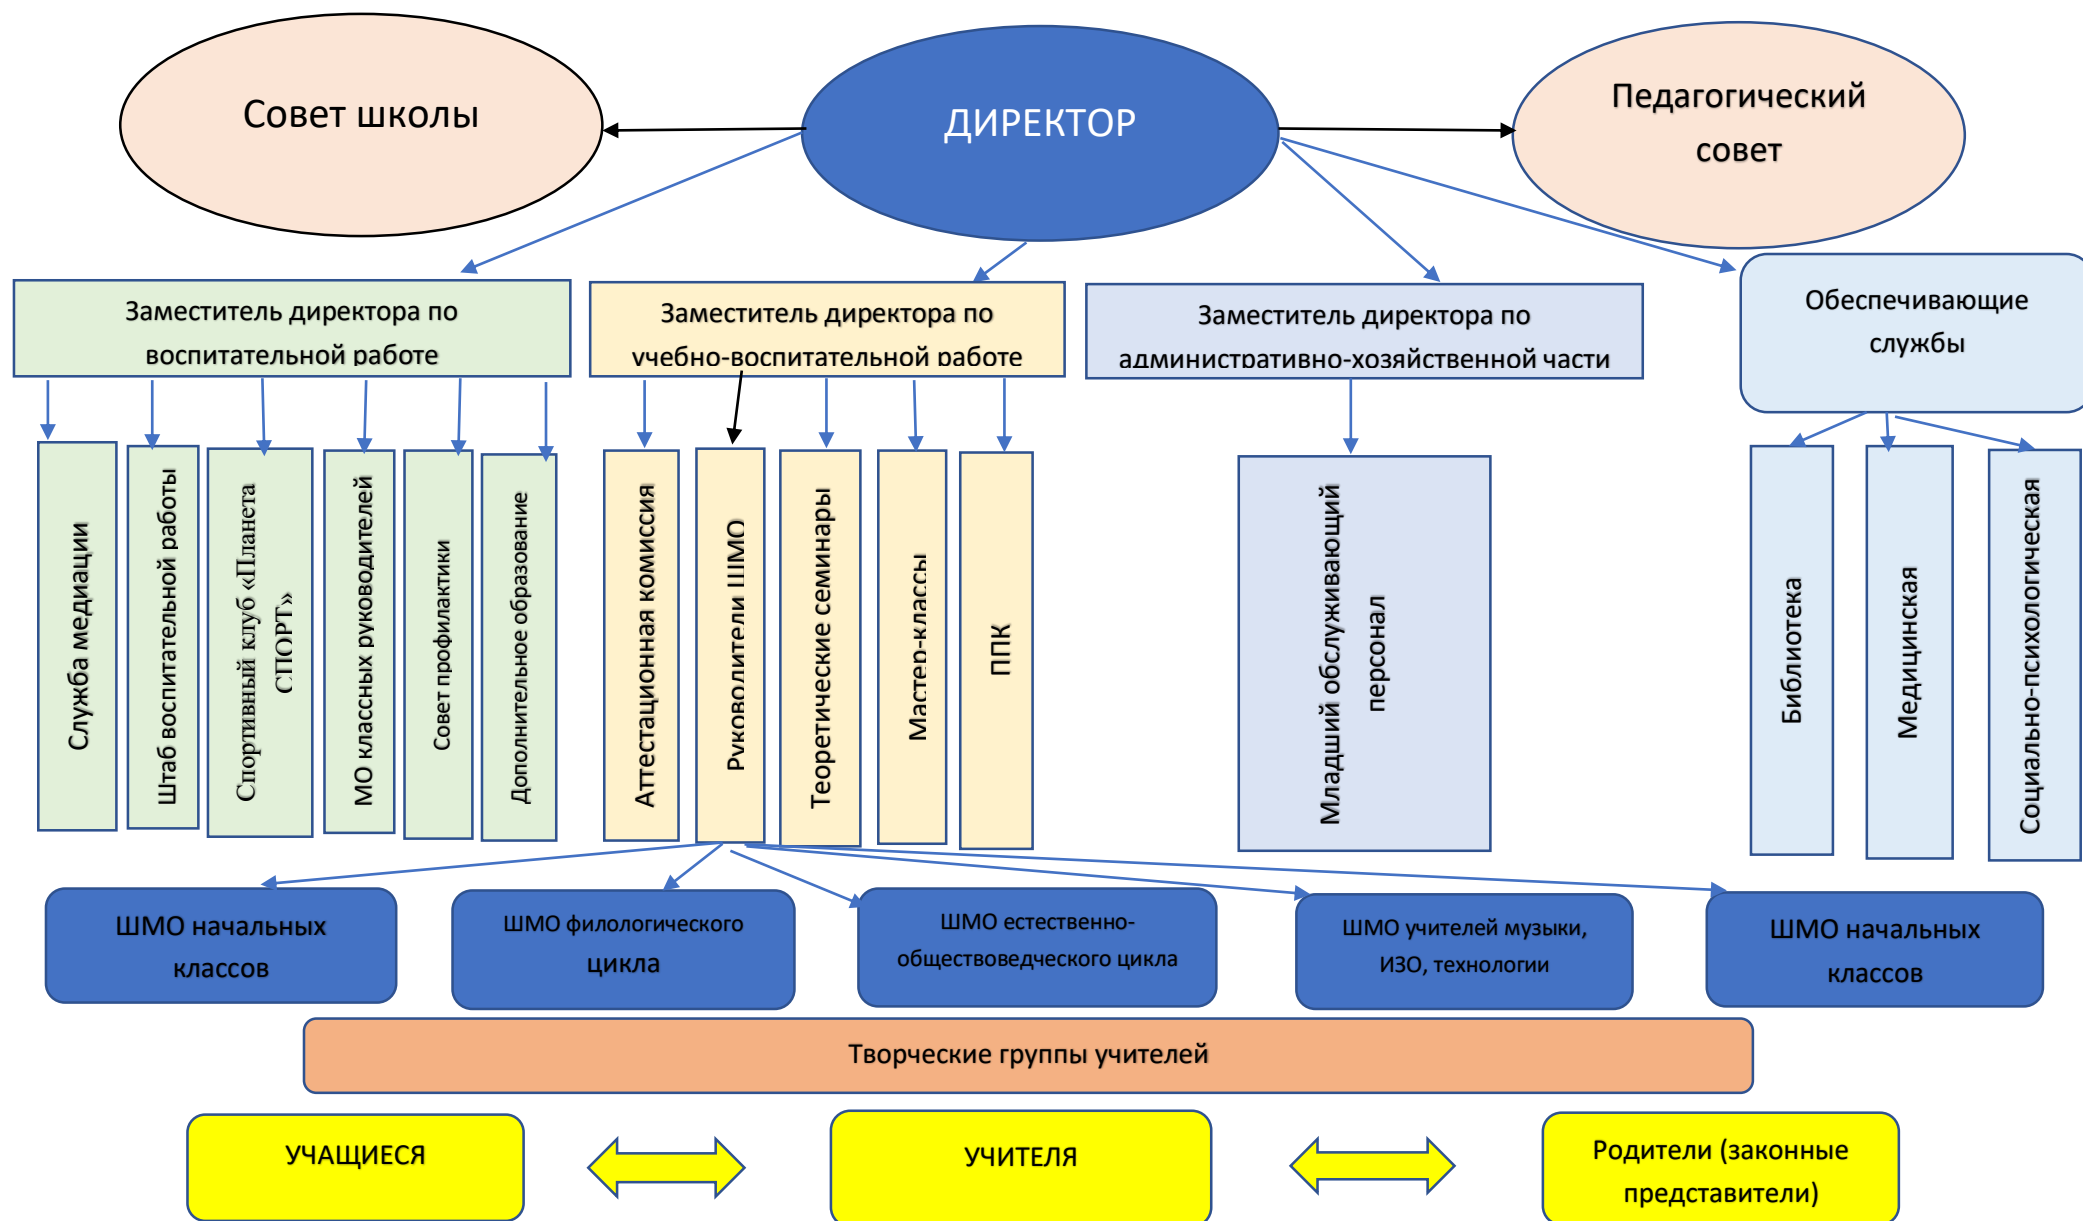 Совет школы
ДИРЕКТОР
Педагогический
совет
Заместитель директора по
воспитательной работе
Заместитель директора по
учебно-воспитательной работе
Заместитель директора по
административно-хозяйственной части
Обеспечивающие
службы
Служба медиации
Штаб воспитательной работы
Спортивный клуб «Планета
СПОРТ»
МО классных руководителей
Совет профилактики
Дополнительное образование
Аттестационная комиссия
Руководители ШМО
Теоретические семинары
Мастер-классы
ППК
Младший обслуживающий
персонал
Библиотека
Медицинская
Социально-психологическая
ШМО начальных
классов
ШМО филологического
цикла
ШМО естественно-
обществоведческого цикла
ШМО учителей музыки,
ИЗО, технологии
ШМО начальных
классов
Творческие группы учителей
УЧАЩИЕСЯ
УЧИТЕЛЯ
Родители (законные
представители)